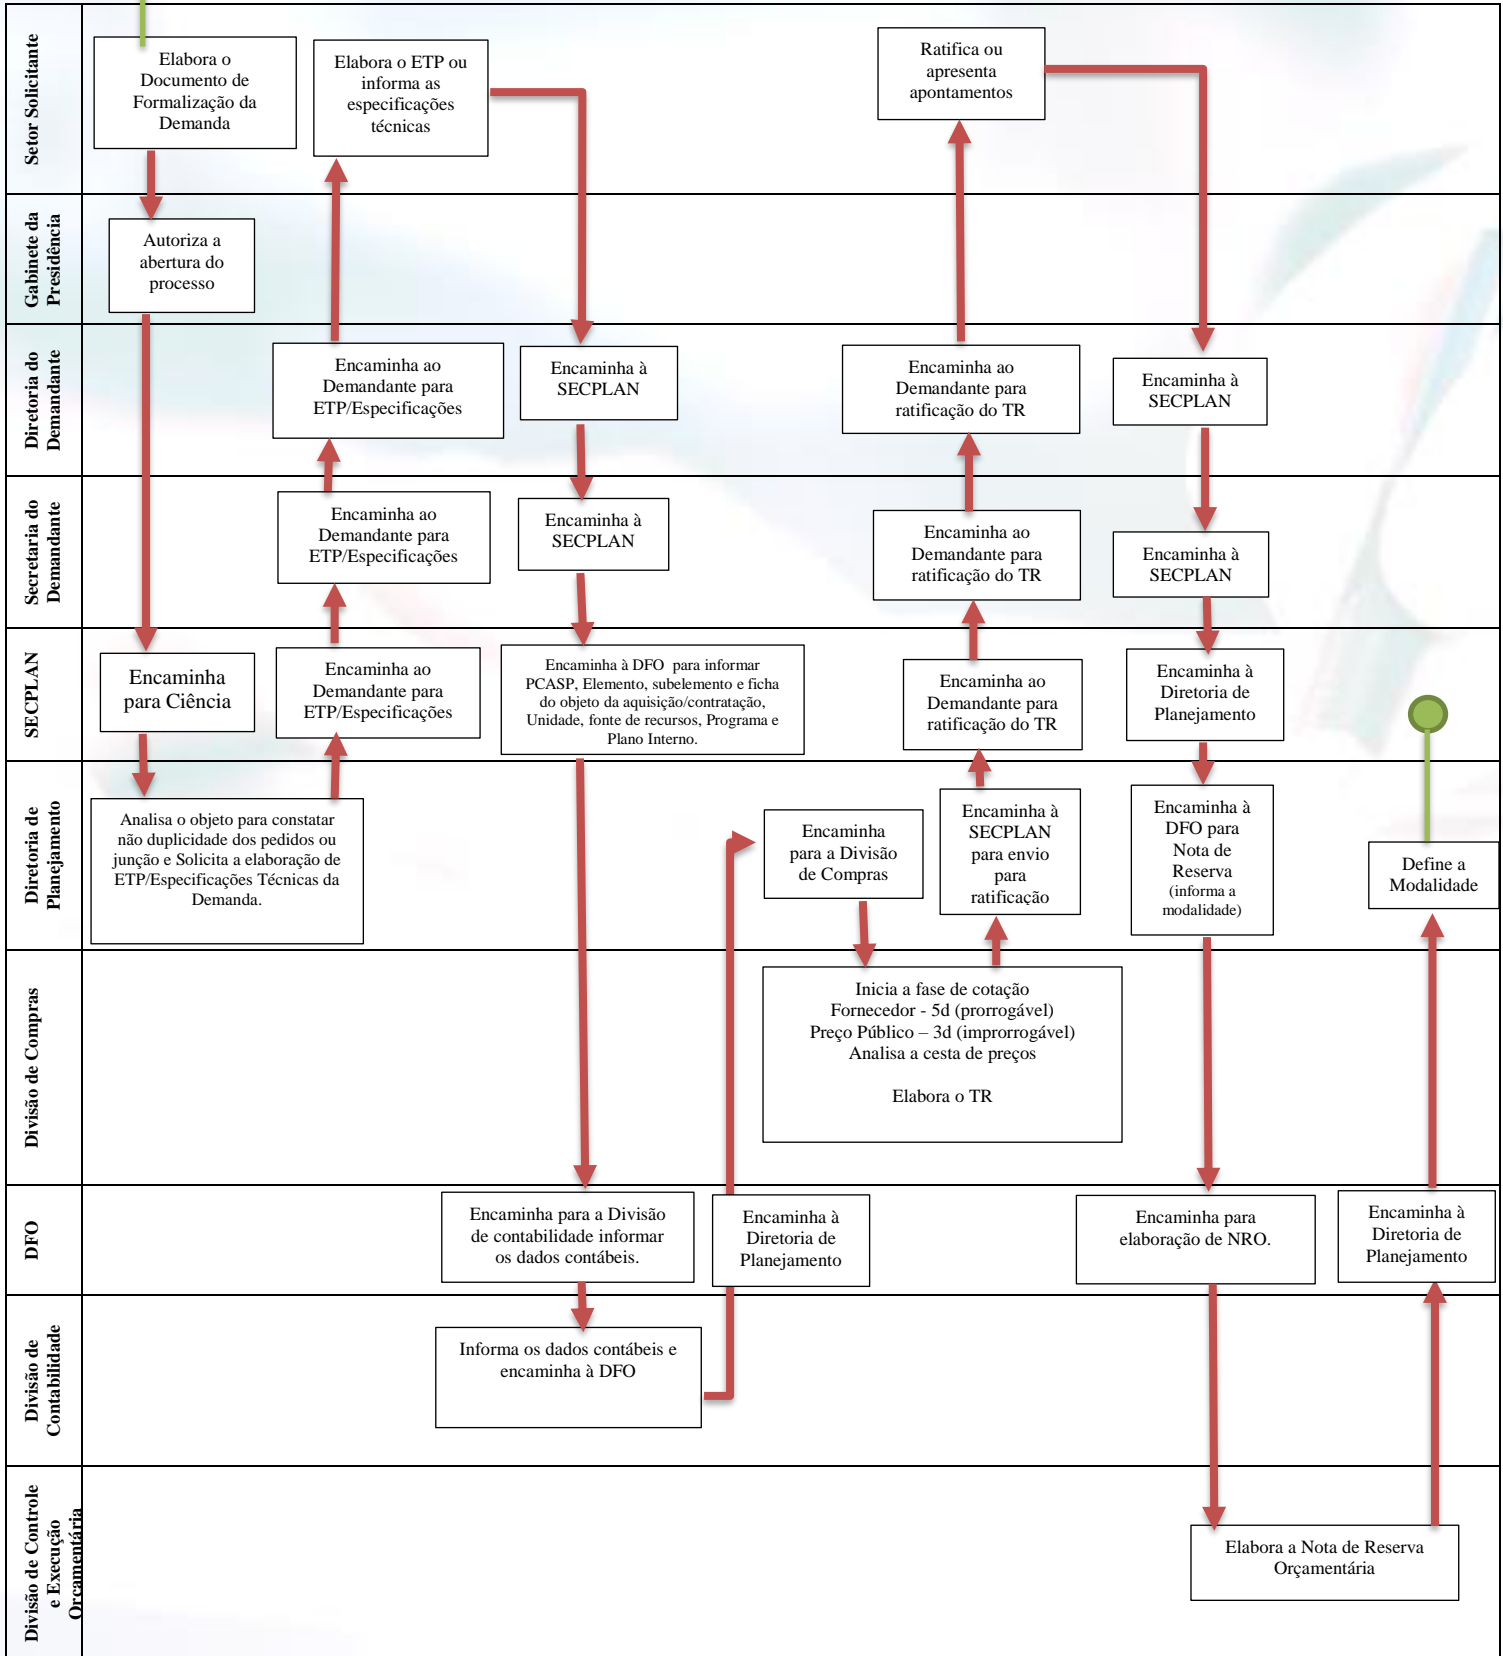 Setor Solicitante
Elabora o
Documento de
Formalização da
Demanda
Elabora o ETP ou
informa as
especificações
técnicas
Ratifica ou
apresenta
apontamentos
Gabinete da
Presidência
Autoriza a
abertura do
processo
Diretoria do
Demandante
Encaminha ao
Demandante para
ETP/Especificações
Encaminha à
SECPLAN
Encaminha ao
Demandante para
ratificação do TR
Encaminha à
SECPLAN
Secretaria do
Demandante
Encaminha ao
Demandante para
ETP/Especificações
Encaminha à
SECPLAN
Encaminha ao
Demandante para
ratificação do TR
Encaminha à
SECPLAN
SECPLAN
Encaminha
para Ciência
Encaminha ao
Demandante para
ETP/Especificações
Encaminha à DFO para informar
PCASP, Elemento, subelemento e ficha
do objeto da aquisição/contratação,
Unidade, fonte de recursos, Programa e
Plano Interno.
Encaminha ao
Demandante para
ratificação do TR
Encaminha à
Diretoria de
Planejamento
Diretoria de
Planejamento
Analisa o objeto para constatar
não duplicidade dos pedidos ou
junção e Solicita a elaboração de
ETP/Especificações Técnicas da
Demanda.
Encaminha
para a Divisão
de Compras
Encaminha à
SECPLAN
para envio
para
ratificação
Encaminha à
DFO para
Nota de
Reserva
(informa a
modalidade)
Define a
Modalidade
Divisão de Compras
Inicia a fase de cotação
Fornecedor - 5d (prorrogável)
Preço Público – 3d (improrrogável)
Analisa a cesta de preços
Elabora o TR
DFO
Encaminha para a Divisão
de contabilidade informar
os dados contábeis.
Encaminha à
Diretoria de
Planejamento
Encaminha para
elaboração de NRO.
Encaminha à
Diretoria de
Planejamento
Divisão de
Contabilidade
Informa os dados contábeis e
encaminha à DFO
Divisão de Controle
e Execução
Orçamentária
Elabora a Nota de Reserva
Orçamentária